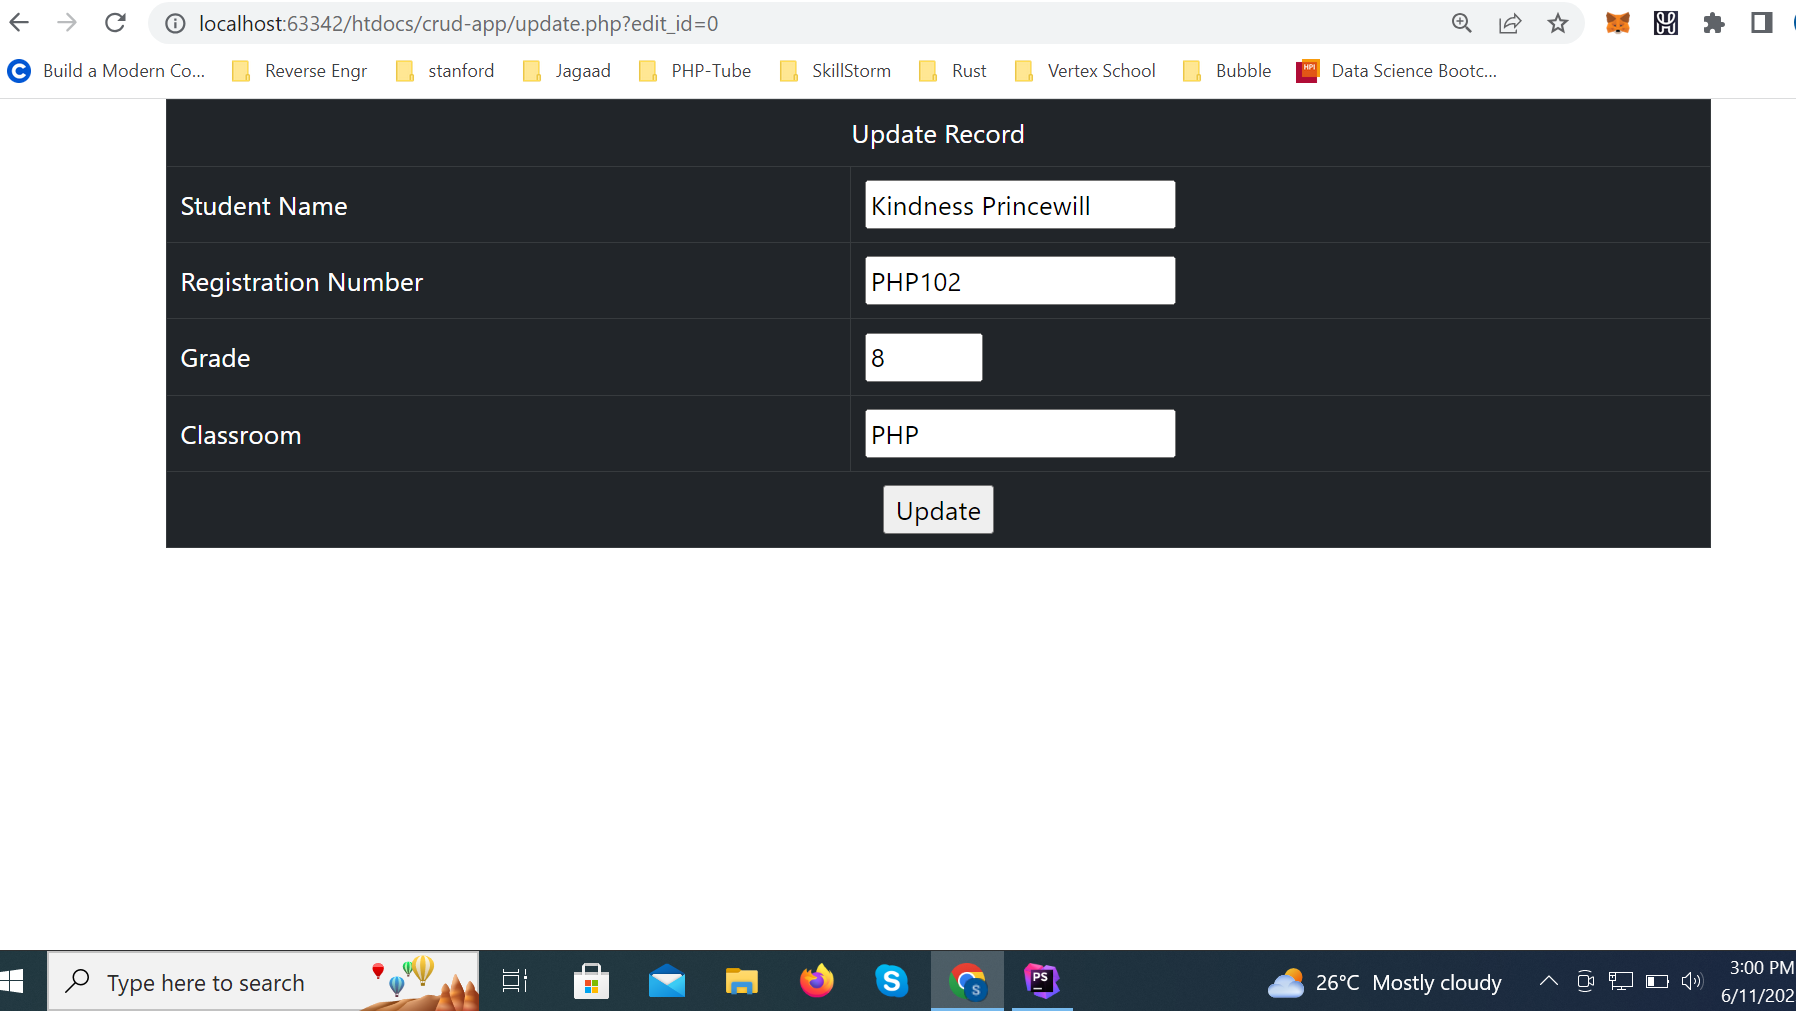 localhost:63342/htdocs/crud-app/update.php?edit_id=0
Build a Modern Co... Reverse Engr stanford Jagaad PHP-Tube SkillStorm Rust Vertex School Bubble HPI Data Science Bootc...
Update Record
Student Name Kindness Princewill
Registration Number PHP102
Grade 8
Classroom PHP
Update
Type here to search S S PS 26°C Mostly cloudy 3:00 PM
6/11/202